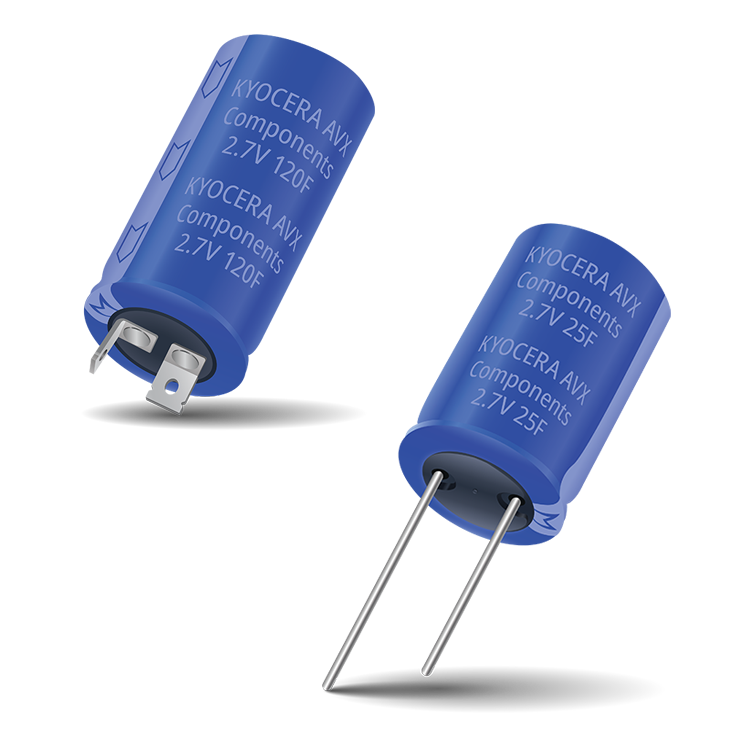 KYOCERA AVX
Components
2.7V 120F
KYOCERA AVX
Components
2.7V 120F
KYOCERA AVX
Components
2.7V 25F
KYOCERA AVX
Components
2.7V 25F